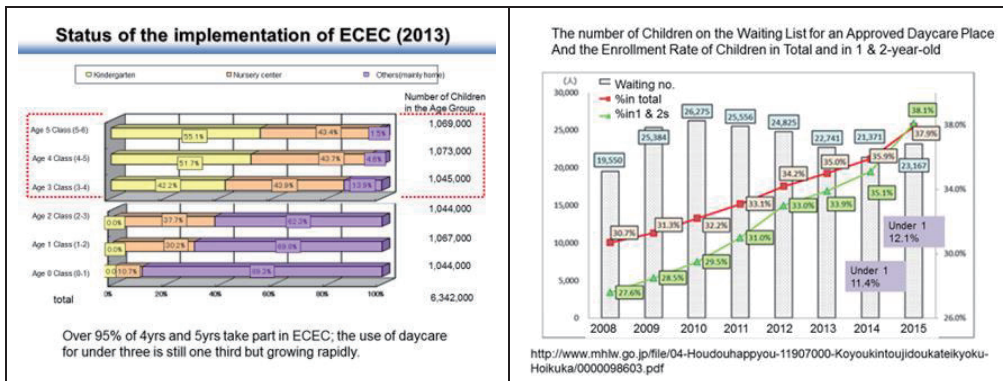 Status of the implementation of ECEC (2013)
Kindergarten
Nursery center
Others(mainly home)
Number of Children
in the Age Group
Age 5 Class (5-6)
55.1%
43.4%
1.5%
1,069,000
Age 4 Class (4-5)
51.7%
43.7%
4.6%
1,073,000
Age 3 Class (3-4)
42.2%
43.9%
13.9%
1,045,000
Age 2 Class (2-3)
0.0%
37.7%
62.3%
1,044,000
Age 1 Class (1-2)
0.0%
30.2%
69.8%
1,067,000
Age 0 Class (0-1)
10.7%
89.3%
1,044,000
0%
20%
40%
60%
80%
100%
total
6,342,000
Over 95% of 4yrs and 5yrs take part in ECEC; the use of daycare
for under three is still one third but growing rapidly.
The number of Children on the Waiting List for an Approved Daycare Place
And the Enrollment Rate of Children in Total and in 1 & 2-year-old
(人)
Waiting no.
%in total
%in1 & 2s
30,000
25,000
20,000
15,000
10,000
5,000
0
19,550
25,384
26,275
25,556
24,825
22,741
21,371
23,167
30.7%
31.3%
32.2%
33.1%
34.2%
35.0%
35.9%
37.9%
27.6%
28.5%
29.5%
31.0%
33.0%
33.9%
35.1%
38.1%
38.0%
34.0%
30.0%
26.0%
Under 1
12.1%
Under 1
11.4%
2008 2009 2010 2011 2012 2013 2014 2015
http://www.mhlw.go.jp/file/04-Houdouhappyou-11907000-Koyoukintoujidoukateikyoku-
Hoikuka/0000098603.pdf